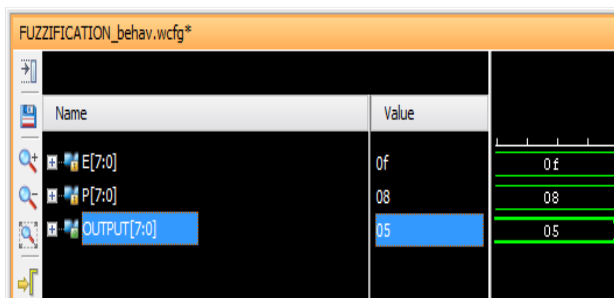 FUZZIFICATION_behav.wcfg*
Name Value
E[7:0] 0f 0f
P[7:0] 08 08
OUTPUT[7:0] 05 05